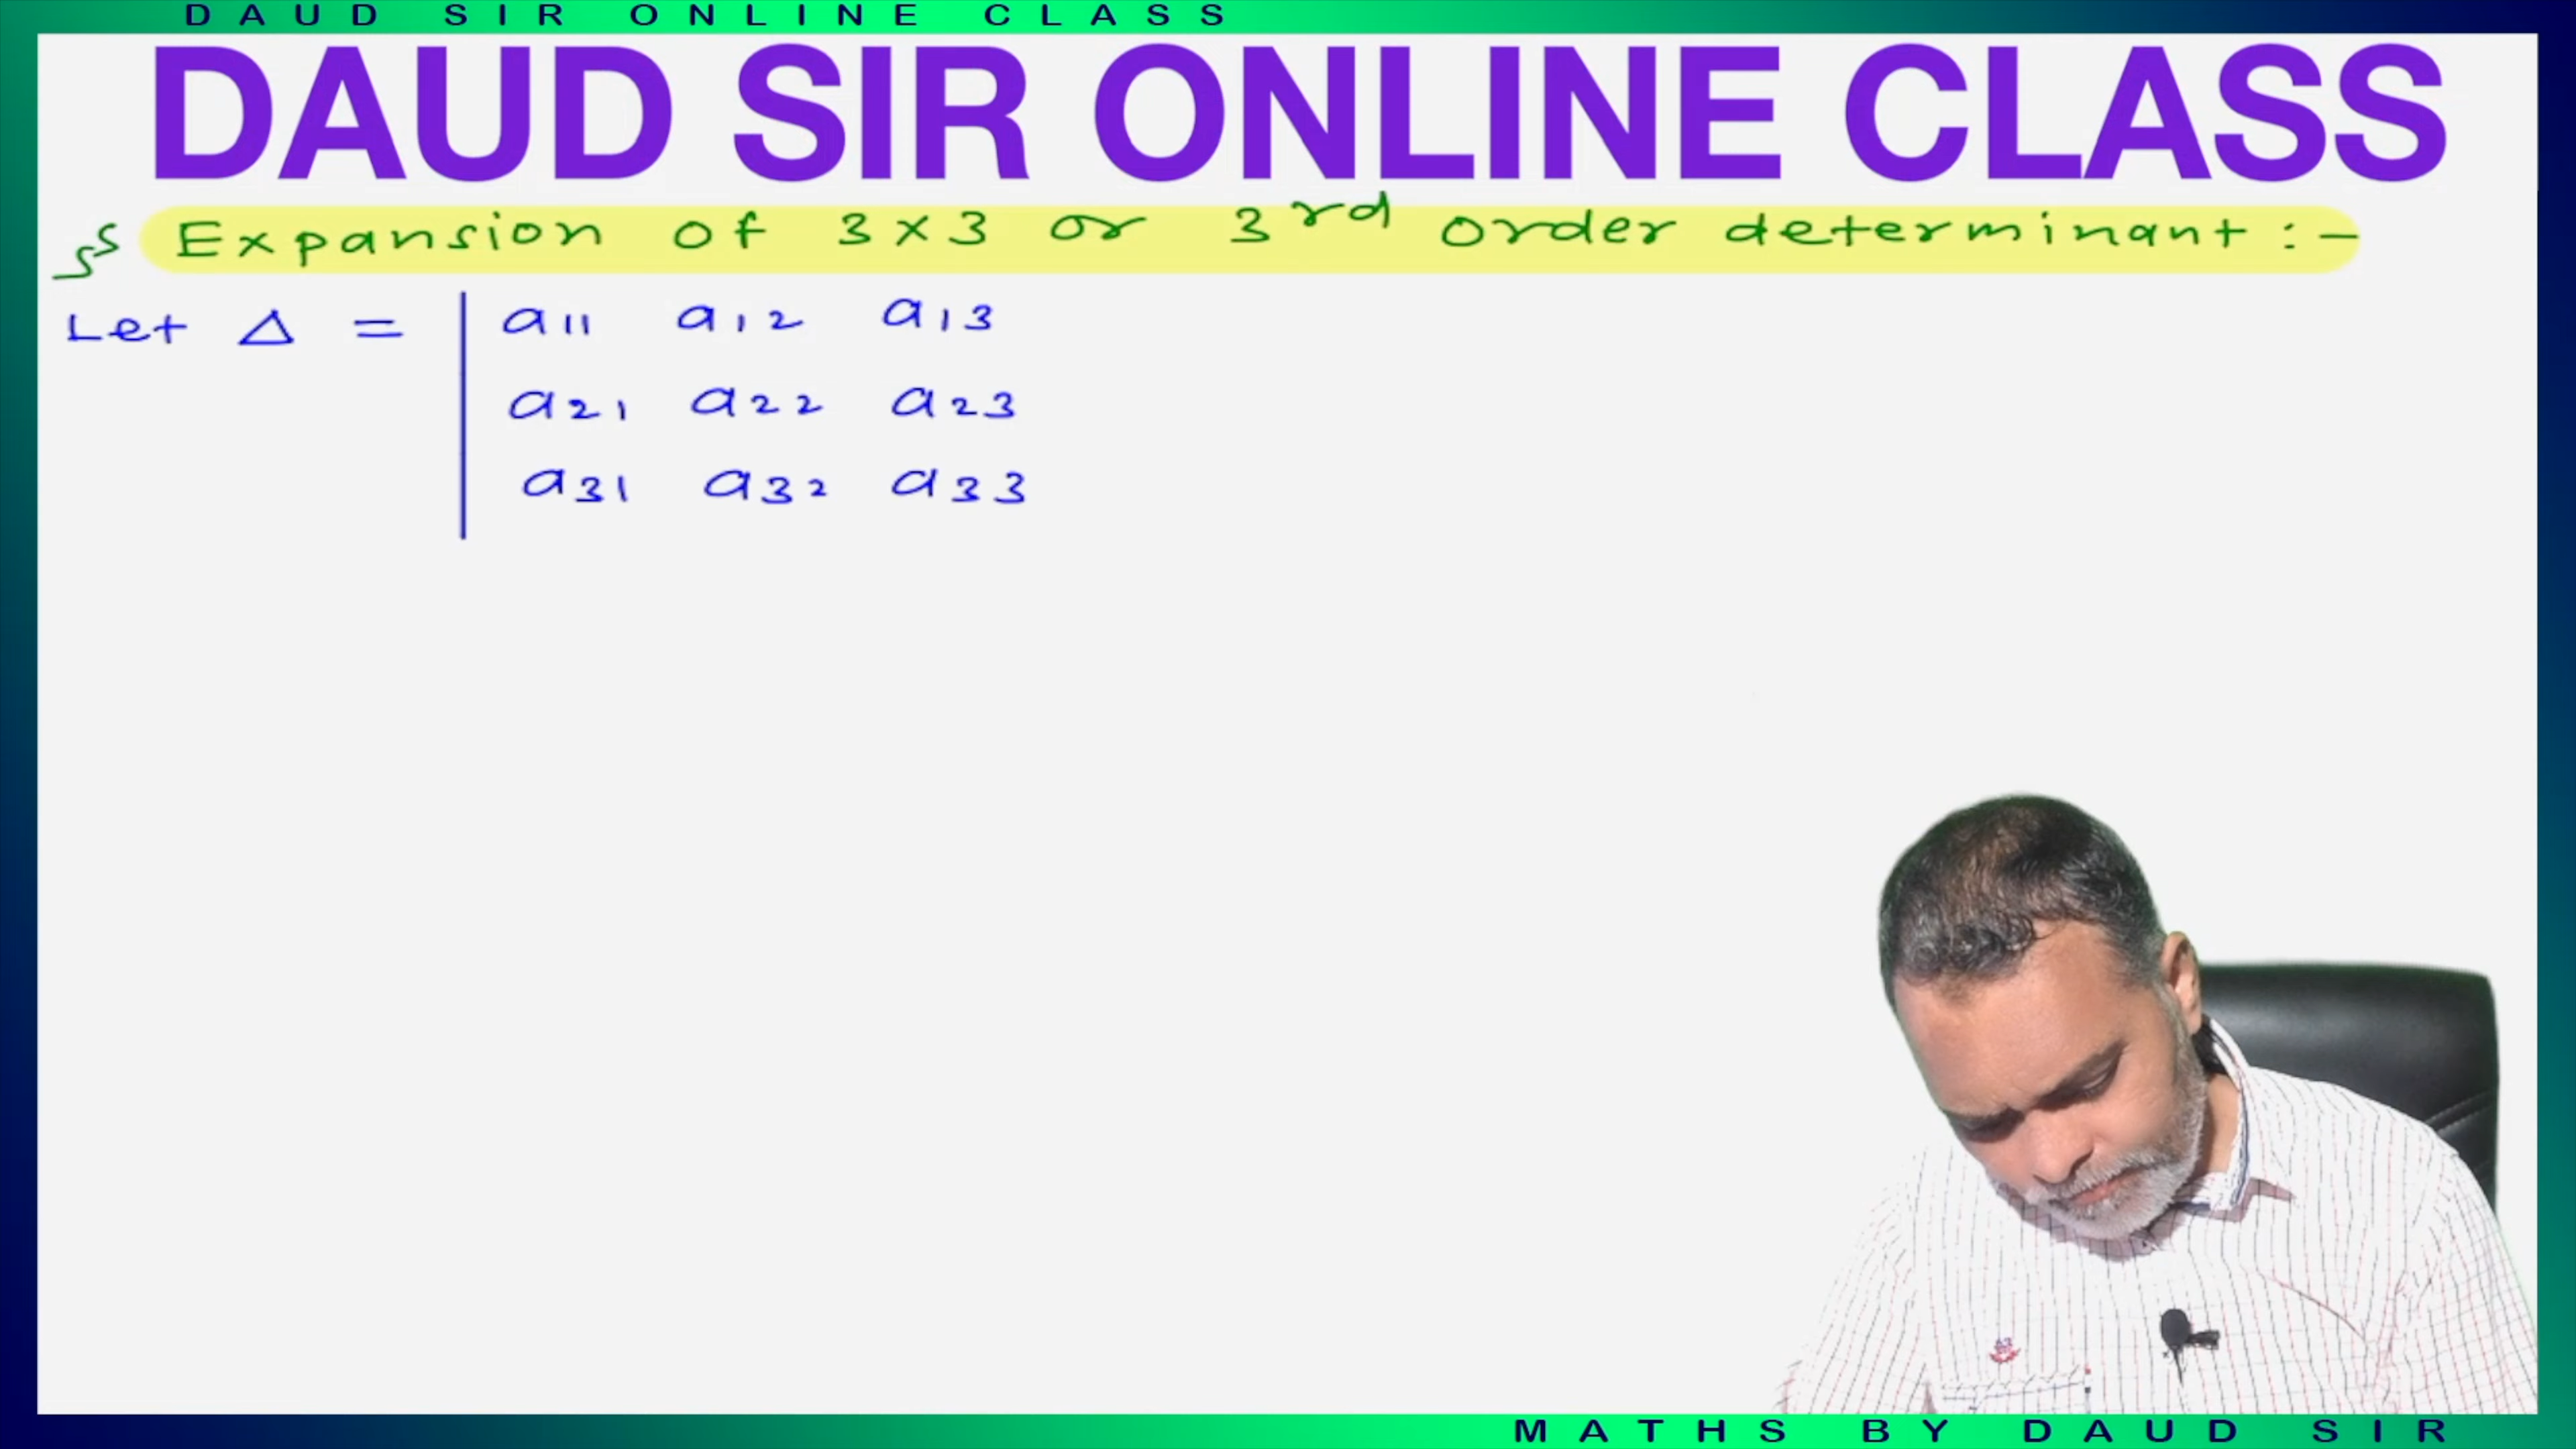 DAUD SIR ONLINE CLASS
DAUD SIR ONLINE CLASS
Expansion of 3×3 or 3rd order determinant :-
Let Δ = | a11 a12 a13
a21 a22 a23
a31 a32 a33
MATHS BY DAUD SIR